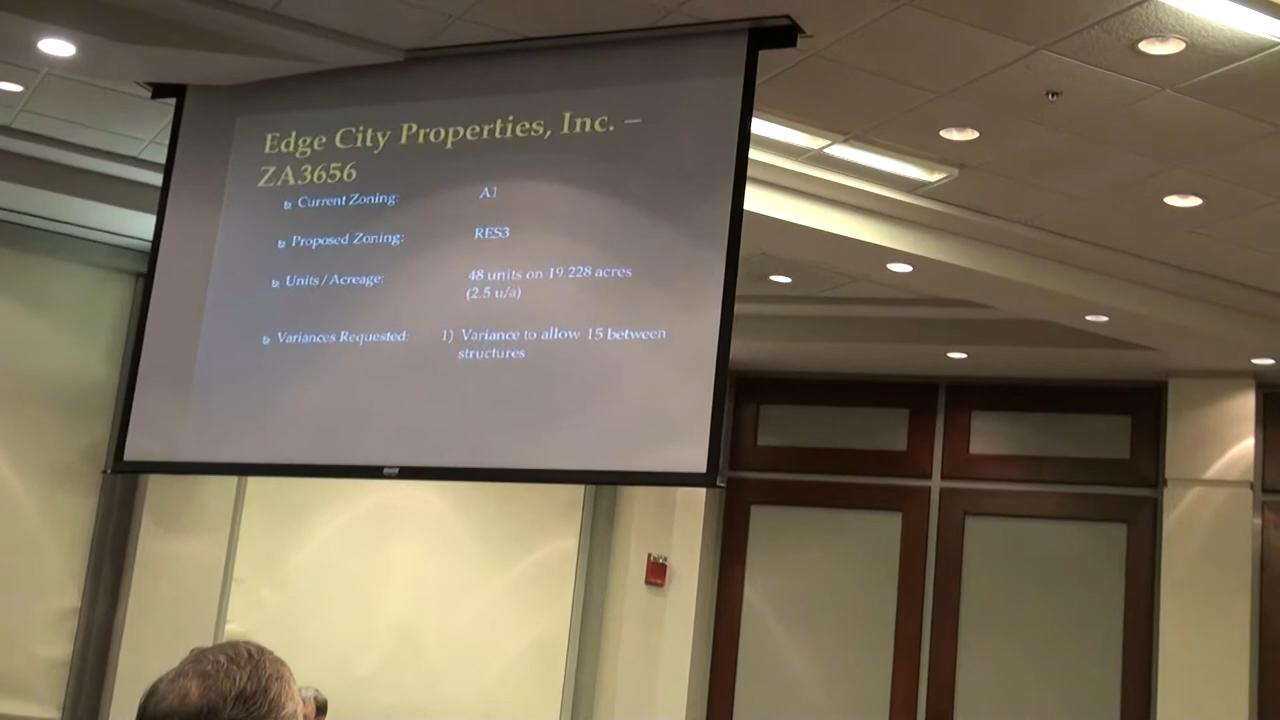 Edge City Properties, Inc. –
ZA3656
Current Zoning: A1
Proposed Zoning: RES3
Units / Acreage: 48 units on 19.228 acres
(2.5 u/a)
Variances Requested: 1) Variance to allow 15 between
structures